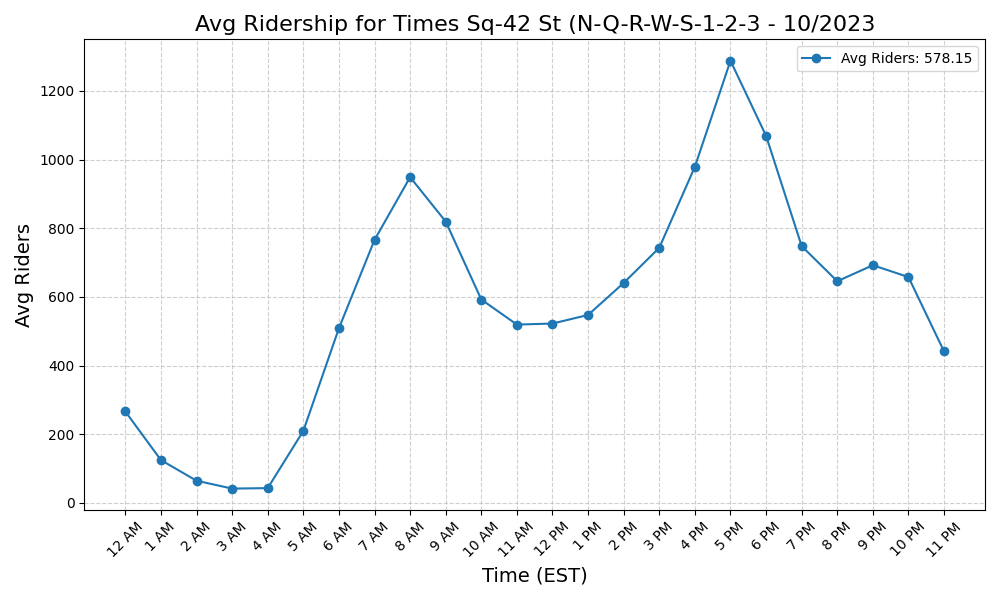 Avg Ridership for Times Sq-42 St (N-Q-R-W-S-1-2-3 - 10/2023
Avg Riders: 578.15
Avg Riders
1200
1000
800
600
400
200
0
12 AM
1 AM
2 AM
3 AM
4 AM
5 AM
6 AM
7 AM
8 AM
9 AM
10 AM
11 AM
12 PM
1 PM
2 PM
3 PM
4 PM
5 PM
6 PM
7 PM
8 PM
9 PM
10 PM
11 PM
Time (EST)